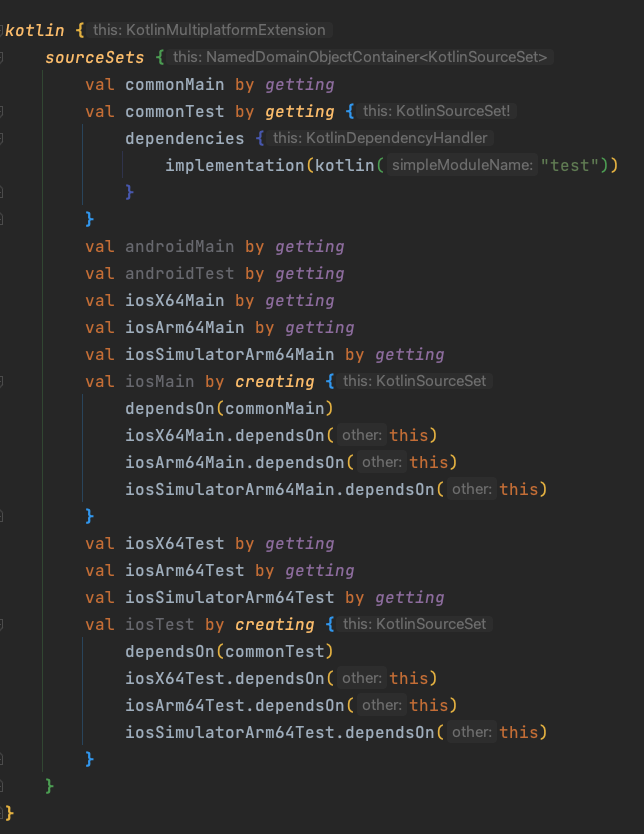 kotlin { this: KotlinMultiplatformExtension
    sourceSets { this: NamedDomainObjectContainer<KotlinSourceSet>
        val commonMain by getting
        val commonTest by getting { this: KotlinSourceSet!
            dependencies { this: KotlinDependencyHandler
                implementation(kotlin( simpleModuleName: "test"))
            }
        }
        val androidMain by getting
        val androidTest by getting
        val iosX64Main by getting
        val iosArm64Main by getting
        val iosSimulatorArm64Main by getting
        val iosMain by creating { this: KotlinSourceSet
            dependsOn(commonMain)
            iosX64Main.dependsOn( other: this)
            iosArm64Main.dependsOn( other: this)
            iosSimulatorArm64Main.dependsOn( other: this)
        }
        val iosX64Test by getting
        val iosArm64Test by getting
        val iosSimulatorArm64Test by getting
        val iosTest by creating { this: KotlinSourceSet
            dependsOn(commonTest)
            iosX64Test.dependsOn( other: this)
            iosArm64Test.dependsOn( other: this)
            iosSimulatorArm64Test.dependsOn( other: this)
        }
    }
}